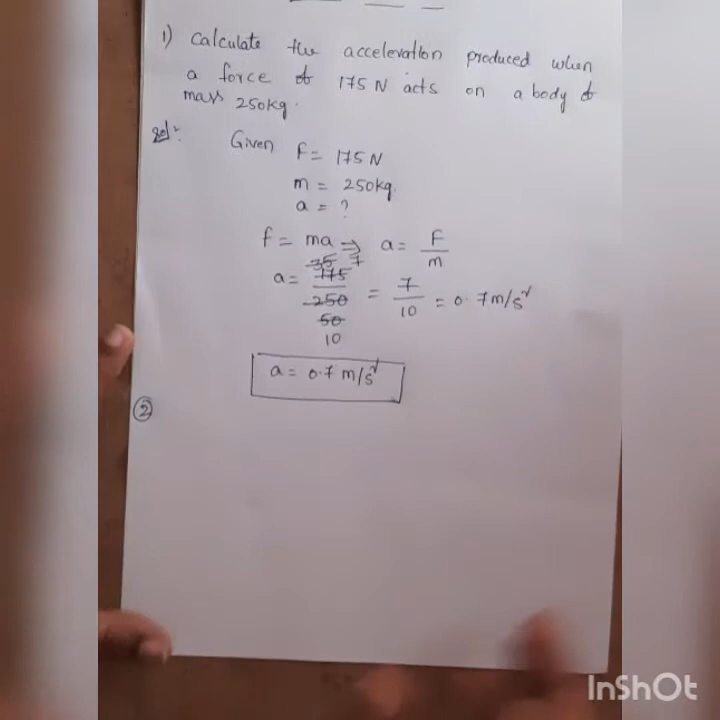 1) Calculate the acceleration produced when
a force of 175 N acts on a body of
mass 250kg.
Sol:
Given F = 175 N
m = 250kg.
a = ?
f = ma ⇒ a = F/m
35 7
a = 175/250 = 7/10 = 0.7 m/s²
50
10
a = 0.7 m/s²
②
InShOt